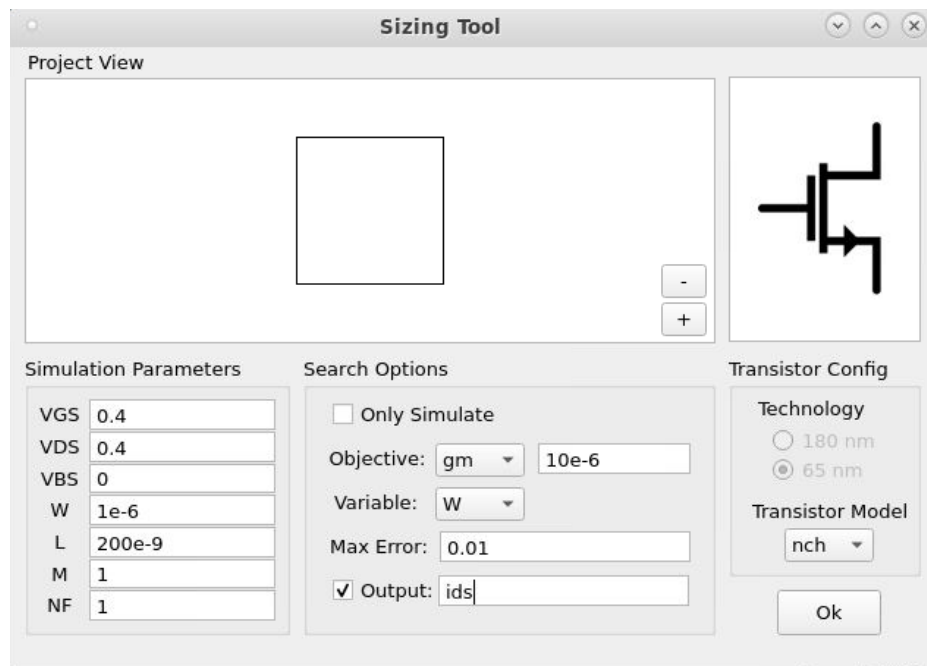 Sizing Tool
Project View
-
+
Simulation Parameters
VGS 0.4
VDS 0.4
VBS 0
W 1e-6
L 200e-9
M 1
NF 1
Search Options
Only Simulate
Objective: gm 10e-6
Variable: W
Max Error: 0.01
Output: ids
Transistor Config
Technology
180 nm
65 nm
Transistor Model
nch
Ok